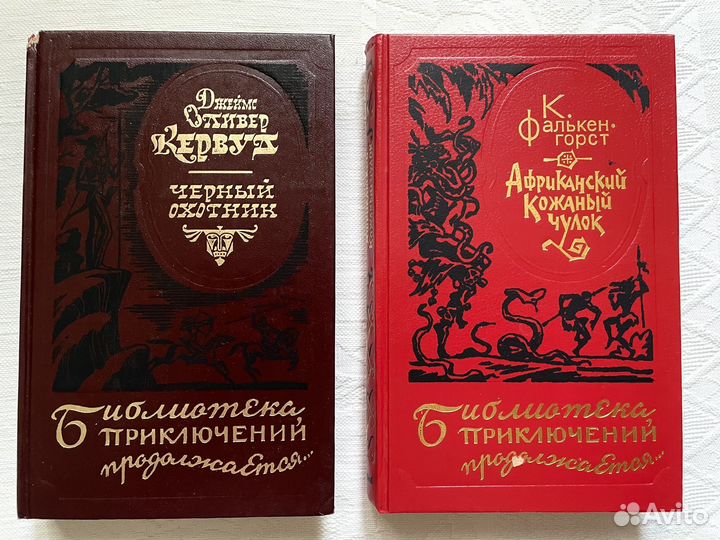 Джеймс
Оливер
Кервуд
Черный
охотник
Библиотека
приключений
продолжается...
К.
Фалькен-
горст
Африканский
Кожаный
чулок
Библиотека
приключений
продолжается...
Avito